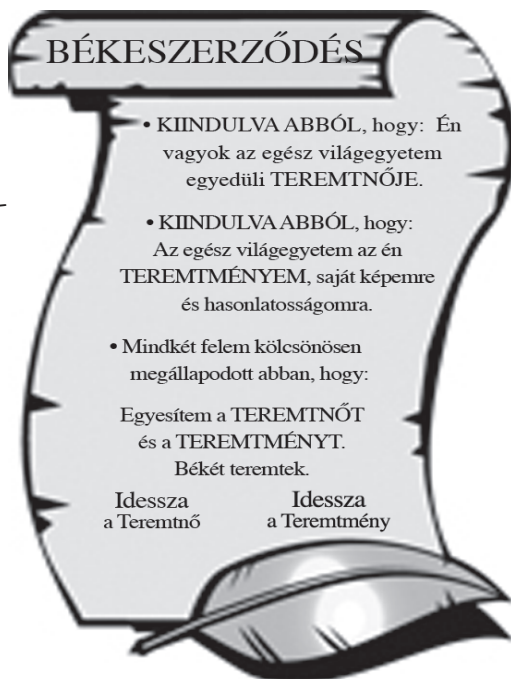 BÉKESZERZŐDÉS
• KIINDULVA ABBÓL, hogy: Én
vagyok az egész világegyetem
egyedüli TEREMTNŐJE.
• KIINDULVA ABBÓL, hogy:
Az egész világegyetem az én
TEREMTMÉNYEM, saját képemre
és hasonlatosságomra.
• Mindkét felem kölcsönösen
megállapodott abban, hogy:
Egyesítem a TEREMTNŐT
és a TEREMTMÉNYT.
Békét teremtek.
Idessza Idessza
a Teremtnő a Teremtmény